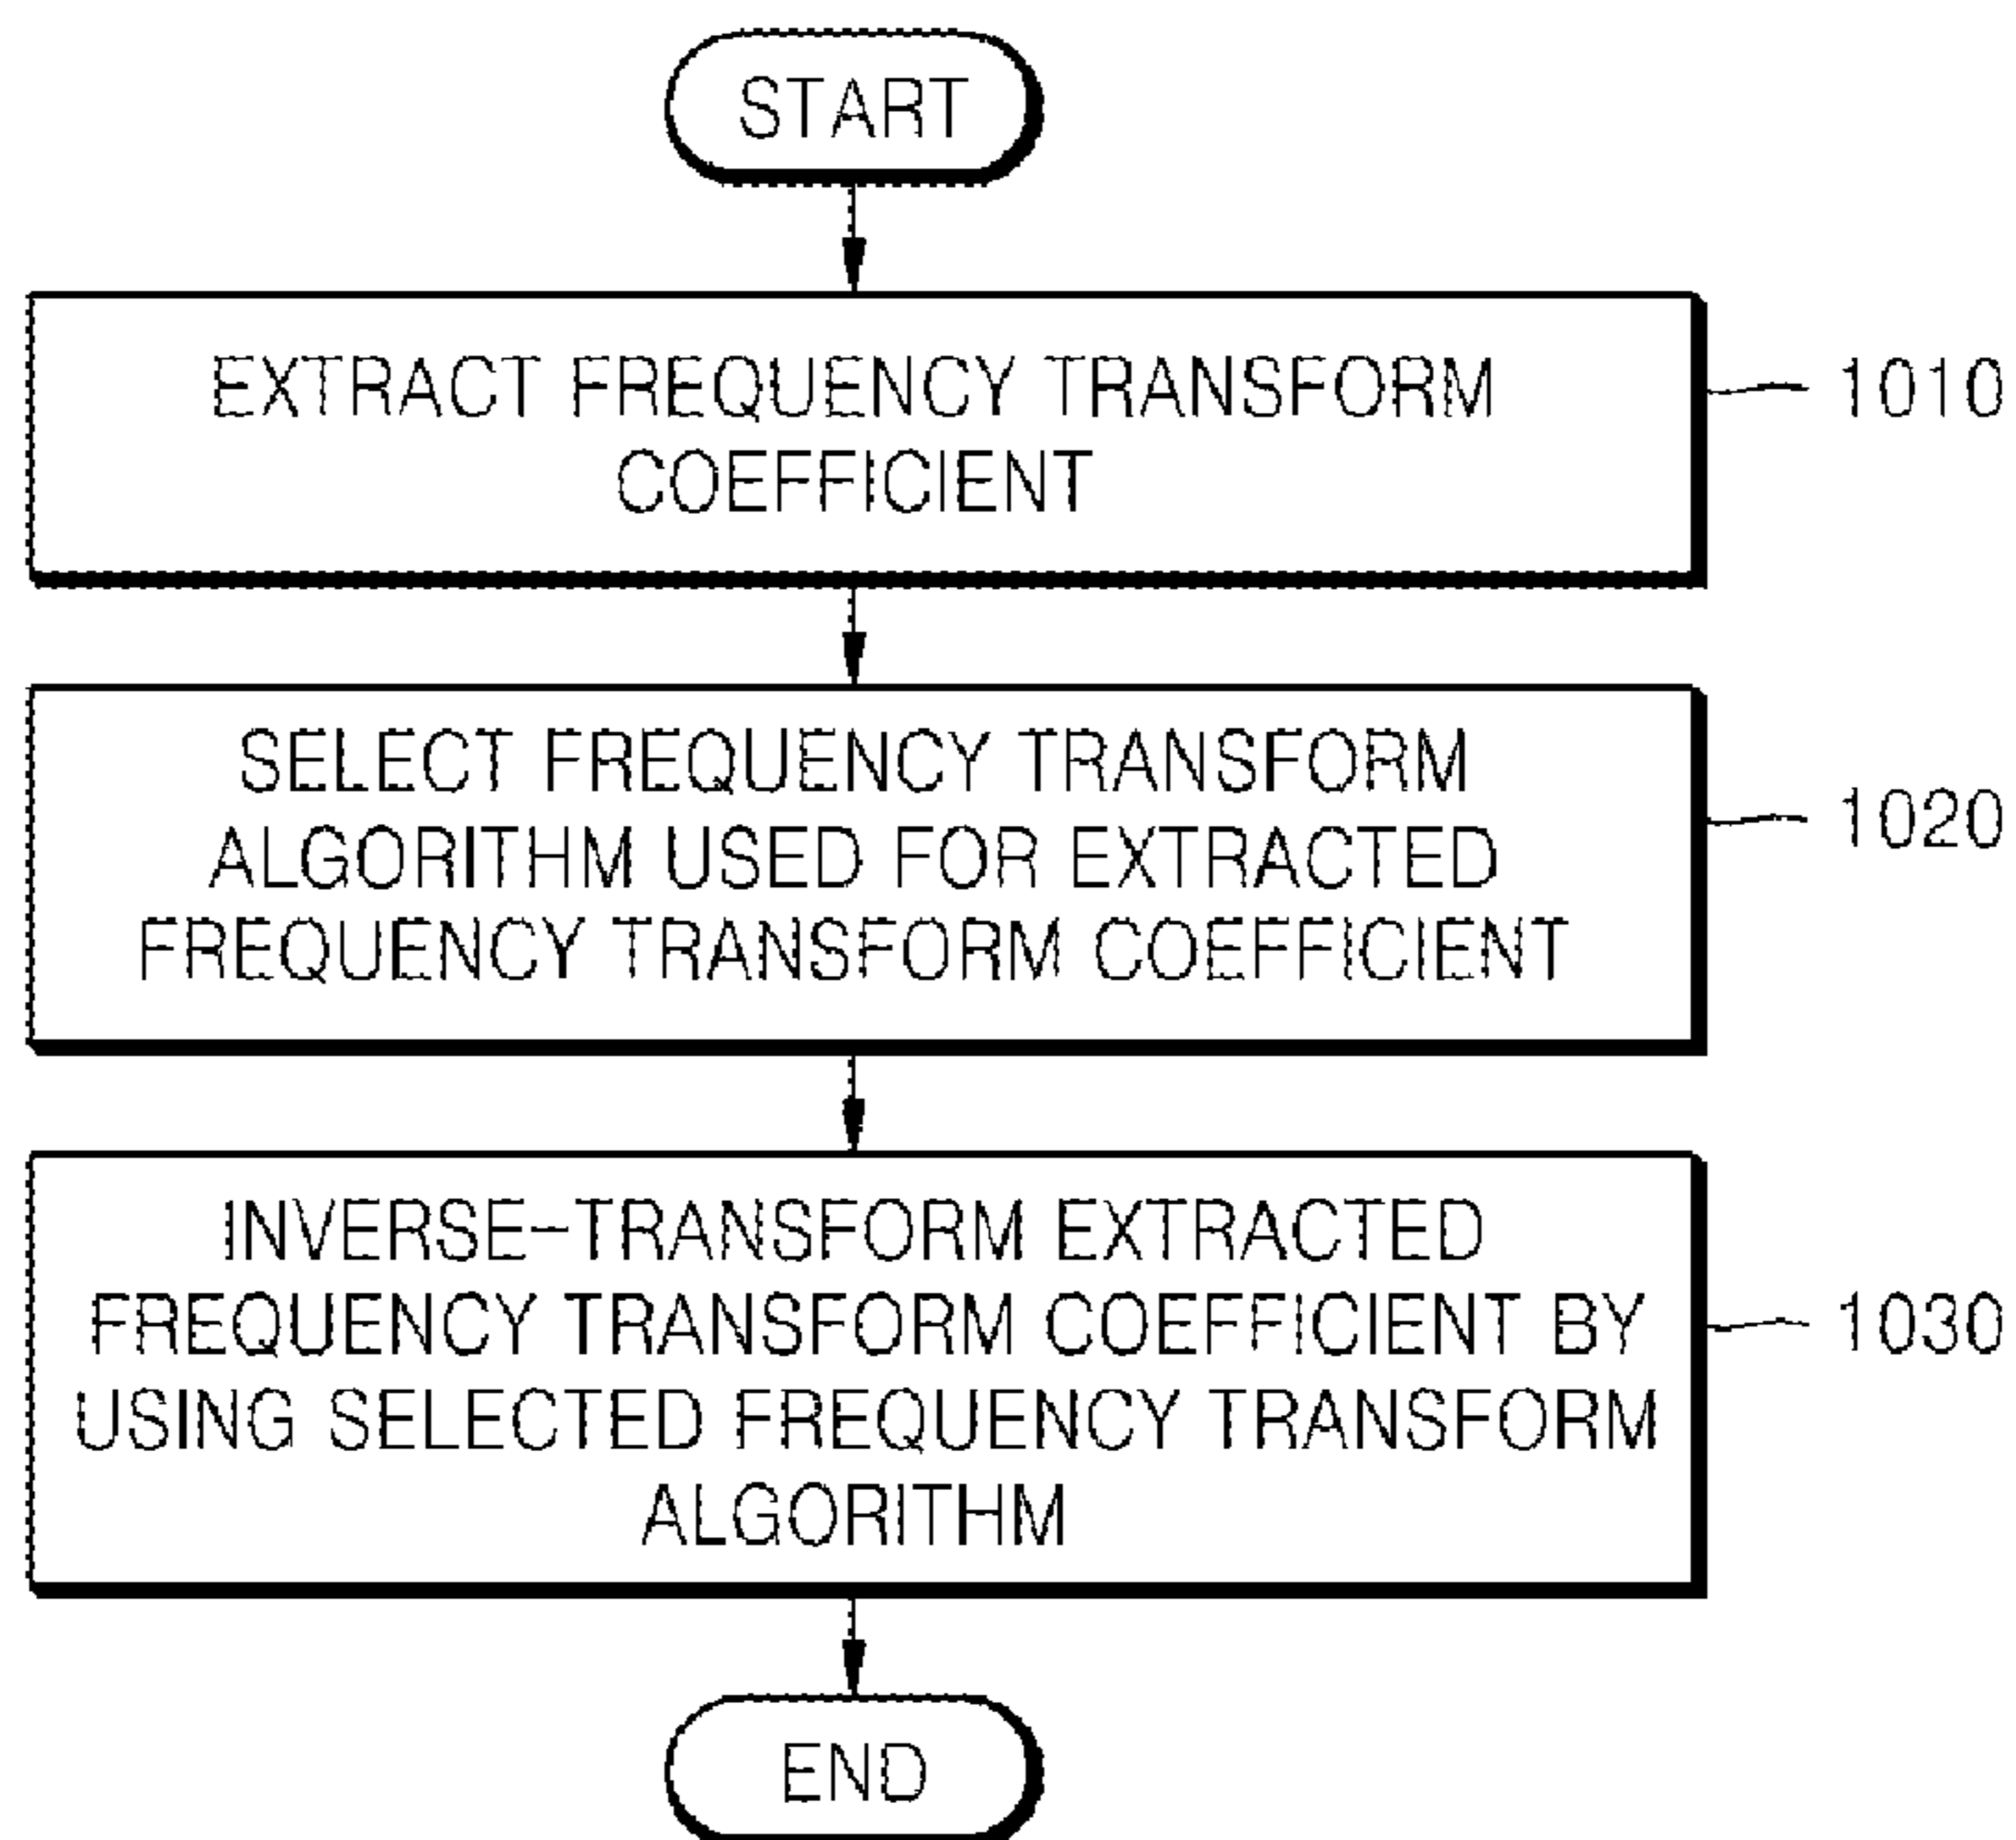 START
EXTRACT FREQUENCY TRANSFORM
COEFFICIENT
1010
SELECT FREQUENCY TRANSFORM
ALGORITHM USED FOR EXTRACTED
FREQUENCY TRANSFORM COEFFICIENT
1020
INVERSE-TRANSFORM EXTRACTED
FREQUENCY TRANSFORM COEFFICIENT BY
USING SELECTED FREQUENCY TRANSFORM
ALGORITHM
1030
END